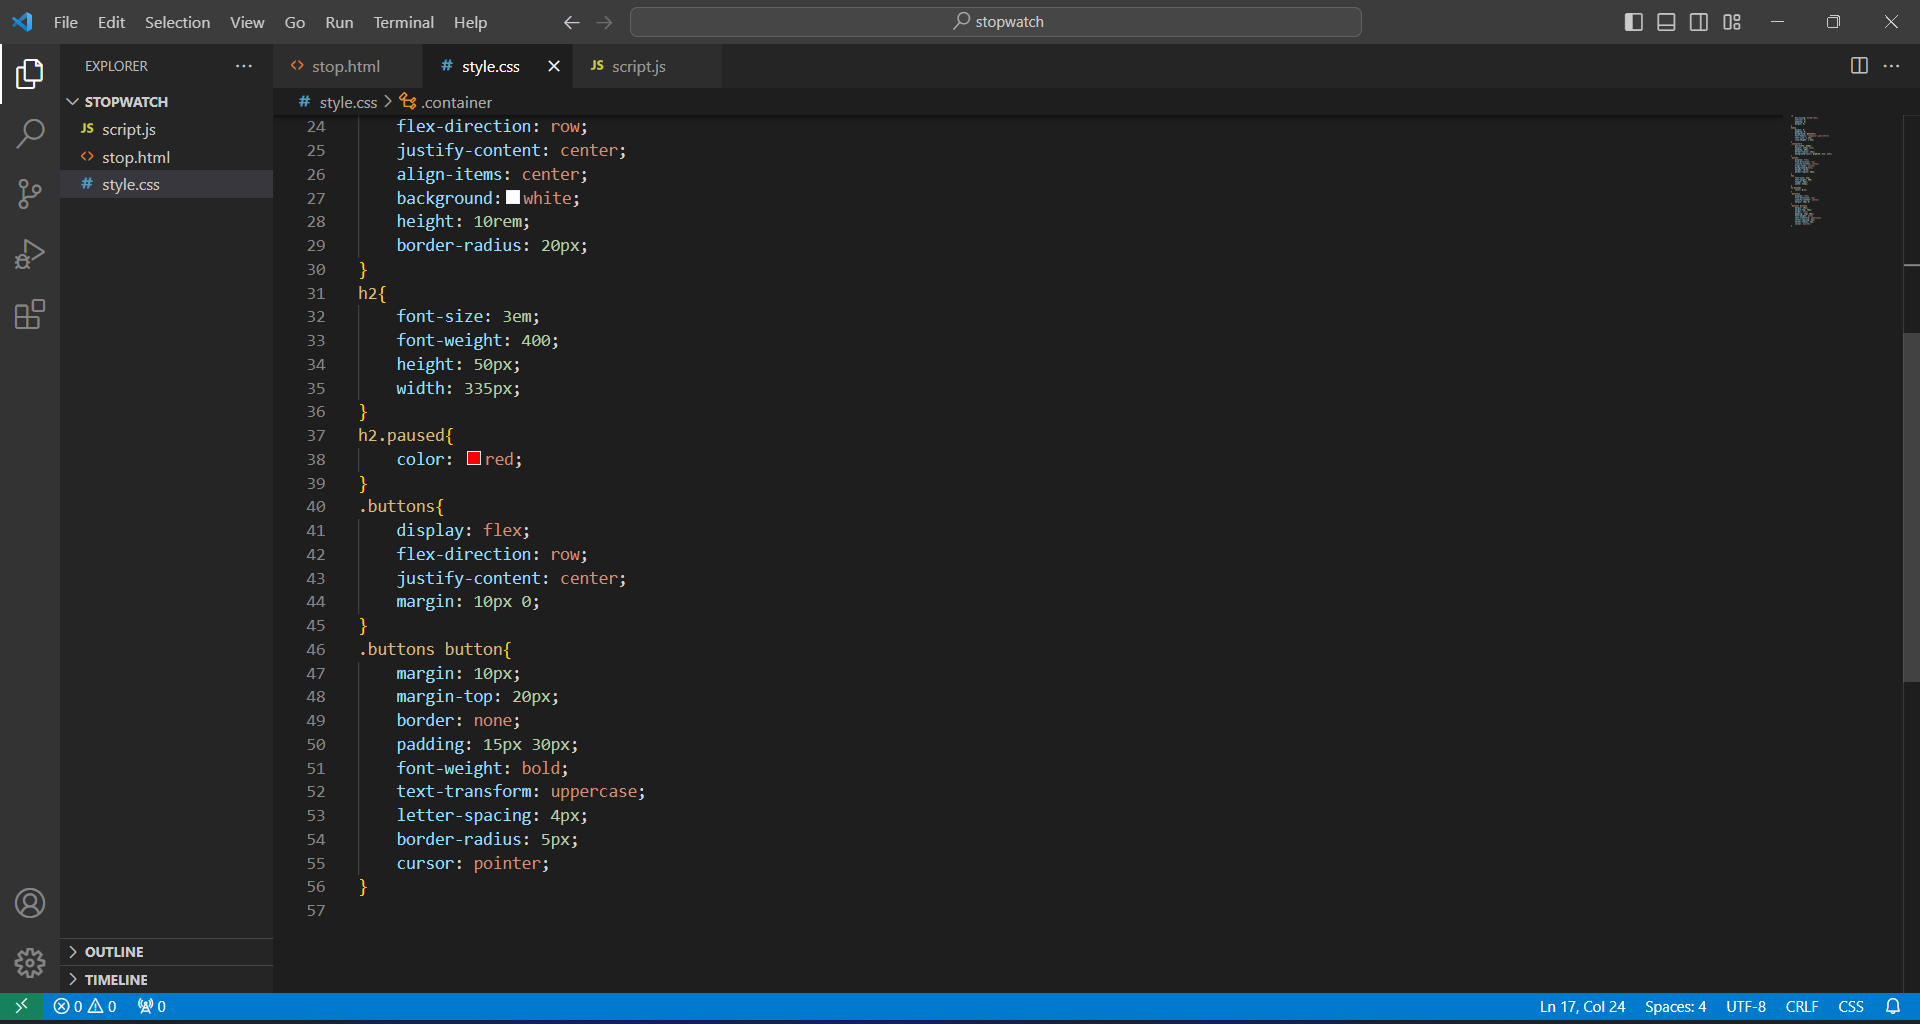 File Edit Selection View Go Run Terminal Help stopwatch
EXPLORER
STOPWATCH
JS script.js
<> stop.html
# style.css
<> stop.html # style.css JS script.js
# style.css > .container
24 flex-direction: row;
25 justify-content: center;
26 align-items: center;
27 background: white;
28 height: 10rem;
29 border-radius: 20px;
30 }
31 h2{
32 font-size: 3em;
33 font-weight: 400;
34 height: 50px;
35 width: 335px;
36 }
37 h2.paused{
38 color: red;
39 }
40 .buttons{
41 display: flex;
42 flex-direction: row;
43 justify-content: center;
44 margin: 10px 0;
45 }
46 .buttons button{
47 margin: 10px;
48 margin-top: 20px;
49 border: none;
50 padding: 15px 30px;
51 font-weight: bold;
52 text-transform: uppercase;
53 letter-spacing: 4px;
54 border-radius: 5px;
55 cursor: pointer;
56 }
57
OUTLINE
TIMELINE
0 0 0 Ln 17, Col 24 Spaces: 4 UTF-8 CRLF CSS